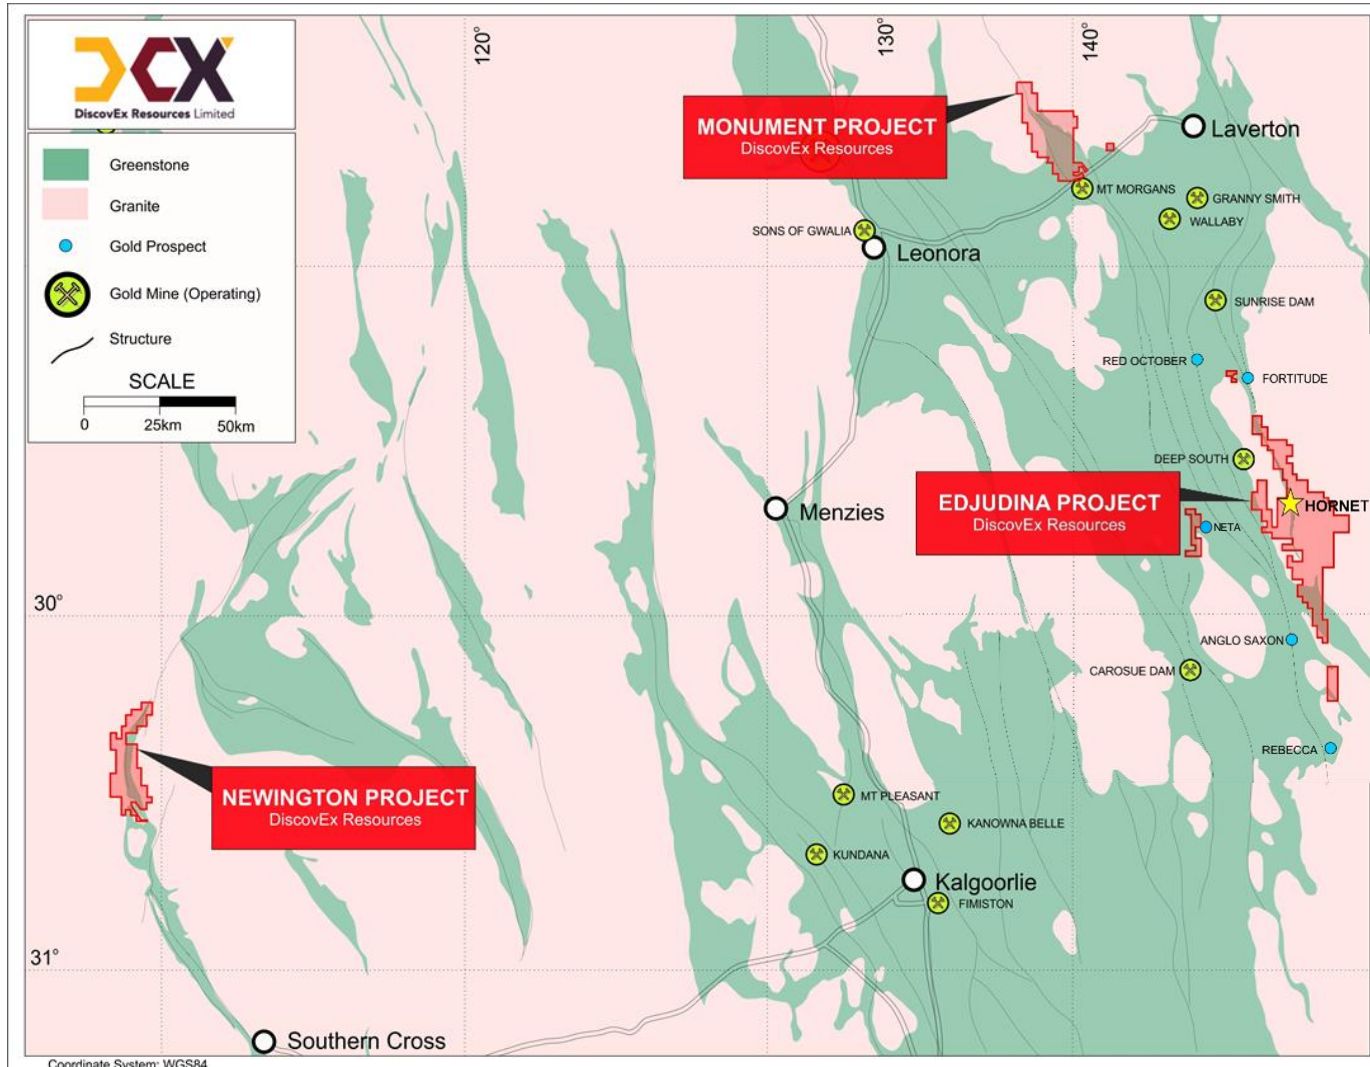 DCX
DiscovEx Resources Limited
Greenstone
Granite
Gold Prospect
Gold Mine (Operating)
Structure
SCALE
0 25km 50km
120°
130°
140°
MONUMENT PROJECT
DiscovEx Resources
Laverton
MT MORGANS
GRANNY SMITH
WALLABY
SONS OF GWALIA
Leonora
SUNRISE DAM
RED OCTOBER
FORTITUDE
DEEP SOUTH
EDJUDINA PROJECT
DiscovEx Resources
HORNET
Menzies
NETA
30°
ANGLO SAXON
CAROSUE DAM
REBECCA
NEWINGTON PROJECT
DiscovEx Resources
MT PLEASANT
KANOWNA BELLE
KUNDANA
Kalgoorlie
FIMISTON
31°
Southern Cross
Coordinate System: WGS84